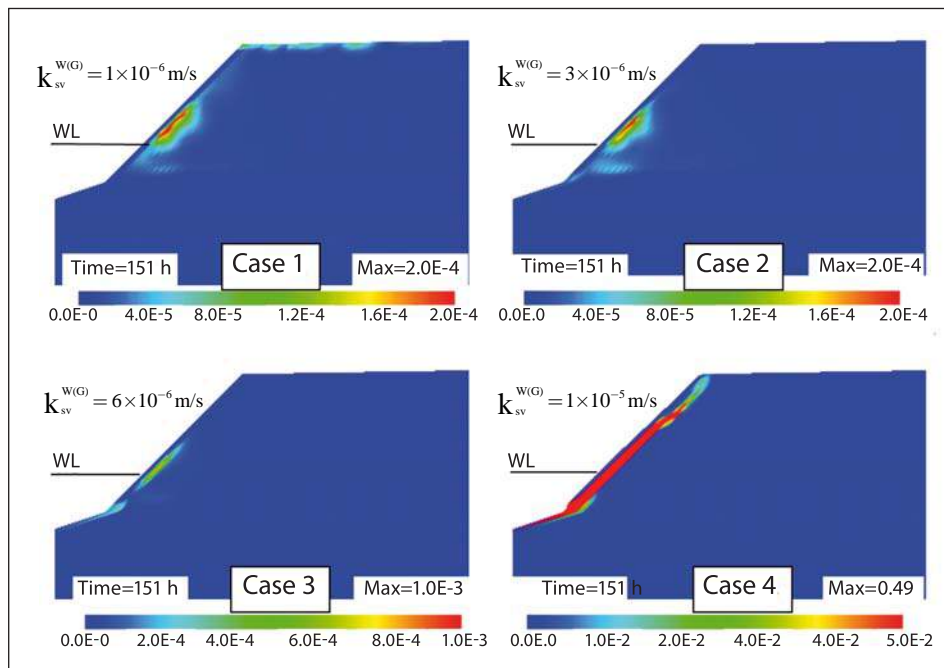 k_sv^W(G) = 1×10⁻⁶ m/s
WL
Time=151 h
Case 1
Max=2.0E-4
0.0E-0 4.0E-5 8.0E-5 1.2E-4 1.6E-4 2.0E-4
k_sv^W(G) = 3×10⁻⁶ m/s
WL
Time=151 h
Case 2
Max=2.0E-4
0.0E-0 4.0E-5 8.0E-5 1.2E-4 1.6E-4 2.0E-4
k_sv^W(G) = 6×10⁻⁶ m/s
WL
Time=151 h
Case 3
Max=1.0E-3
0.0E-0 2.0E-4 4.0E-4 6.0E-4 8.0E-4 1.0E-3
k_sv^W(G) = 1×10⁻⁵ m/s
WL
Time=151 h
Case 4
Max=0.49
0.0E-0 1.0E-2 2.0E-2 4.0E-2 4.0E-2 5.0E-2